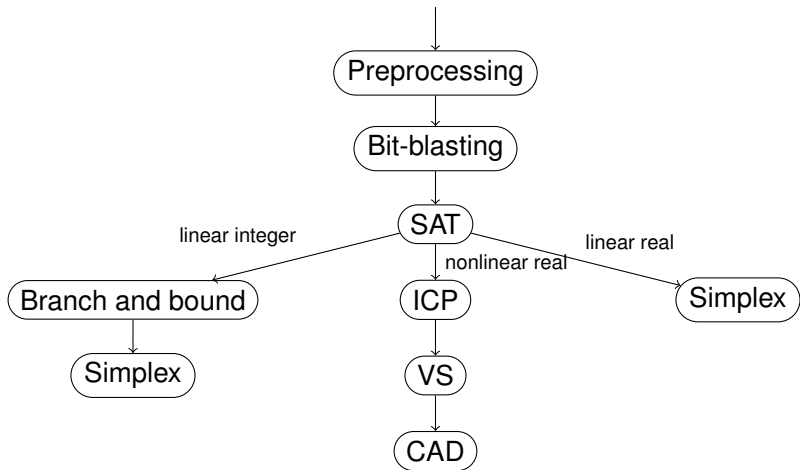 Preprocessing
Bit-blasting
SAT
linear integer
linear real
nonlinear real
Branch and bound
ICP
Simplex
Simplex
VS
CAD